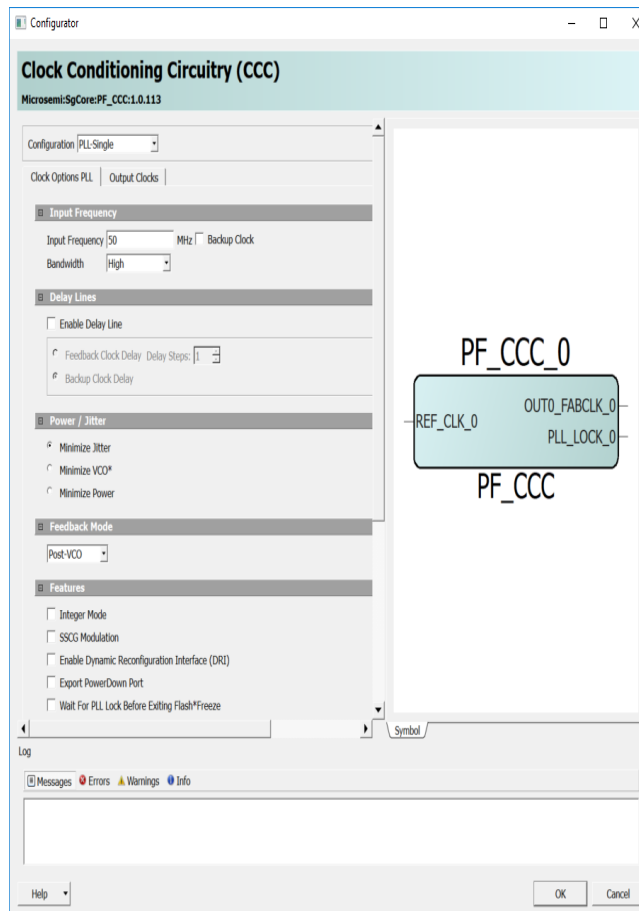 Configurator
Clock Conditioning Circuitry (CCC)
Microsemi:SgCore:PF_CCC:1.0.113
Configuration PLL-Single
Clock Options PLL Output Clocks
Input Frequency
Input Frequency 50 MHz Backup Clock
Bandwidth High
Delay Lines
Enable Delay Line
Feedback Clock Delay Delay Steps: 1
Backup Clock Delay
Power / Jitter
Minimize Jitter
Minimize VCO*
Minimize Power
Feedback Mode
Post-VCO
Features
Integer Mode
SSCG Modulation
Enable Dynamic Reconfiguration Interface (DRI)
Export PowerDown Port
Wait For PLL Lock Before Exiting Flash*Freeze
PF_CCC_0
REF_CLK_0
OUT0_FABCLK_0
PLL_LOCK_0
PF_CCC
Symbol
Log
Messages Errors Warnings Info
Help
OK Cancel